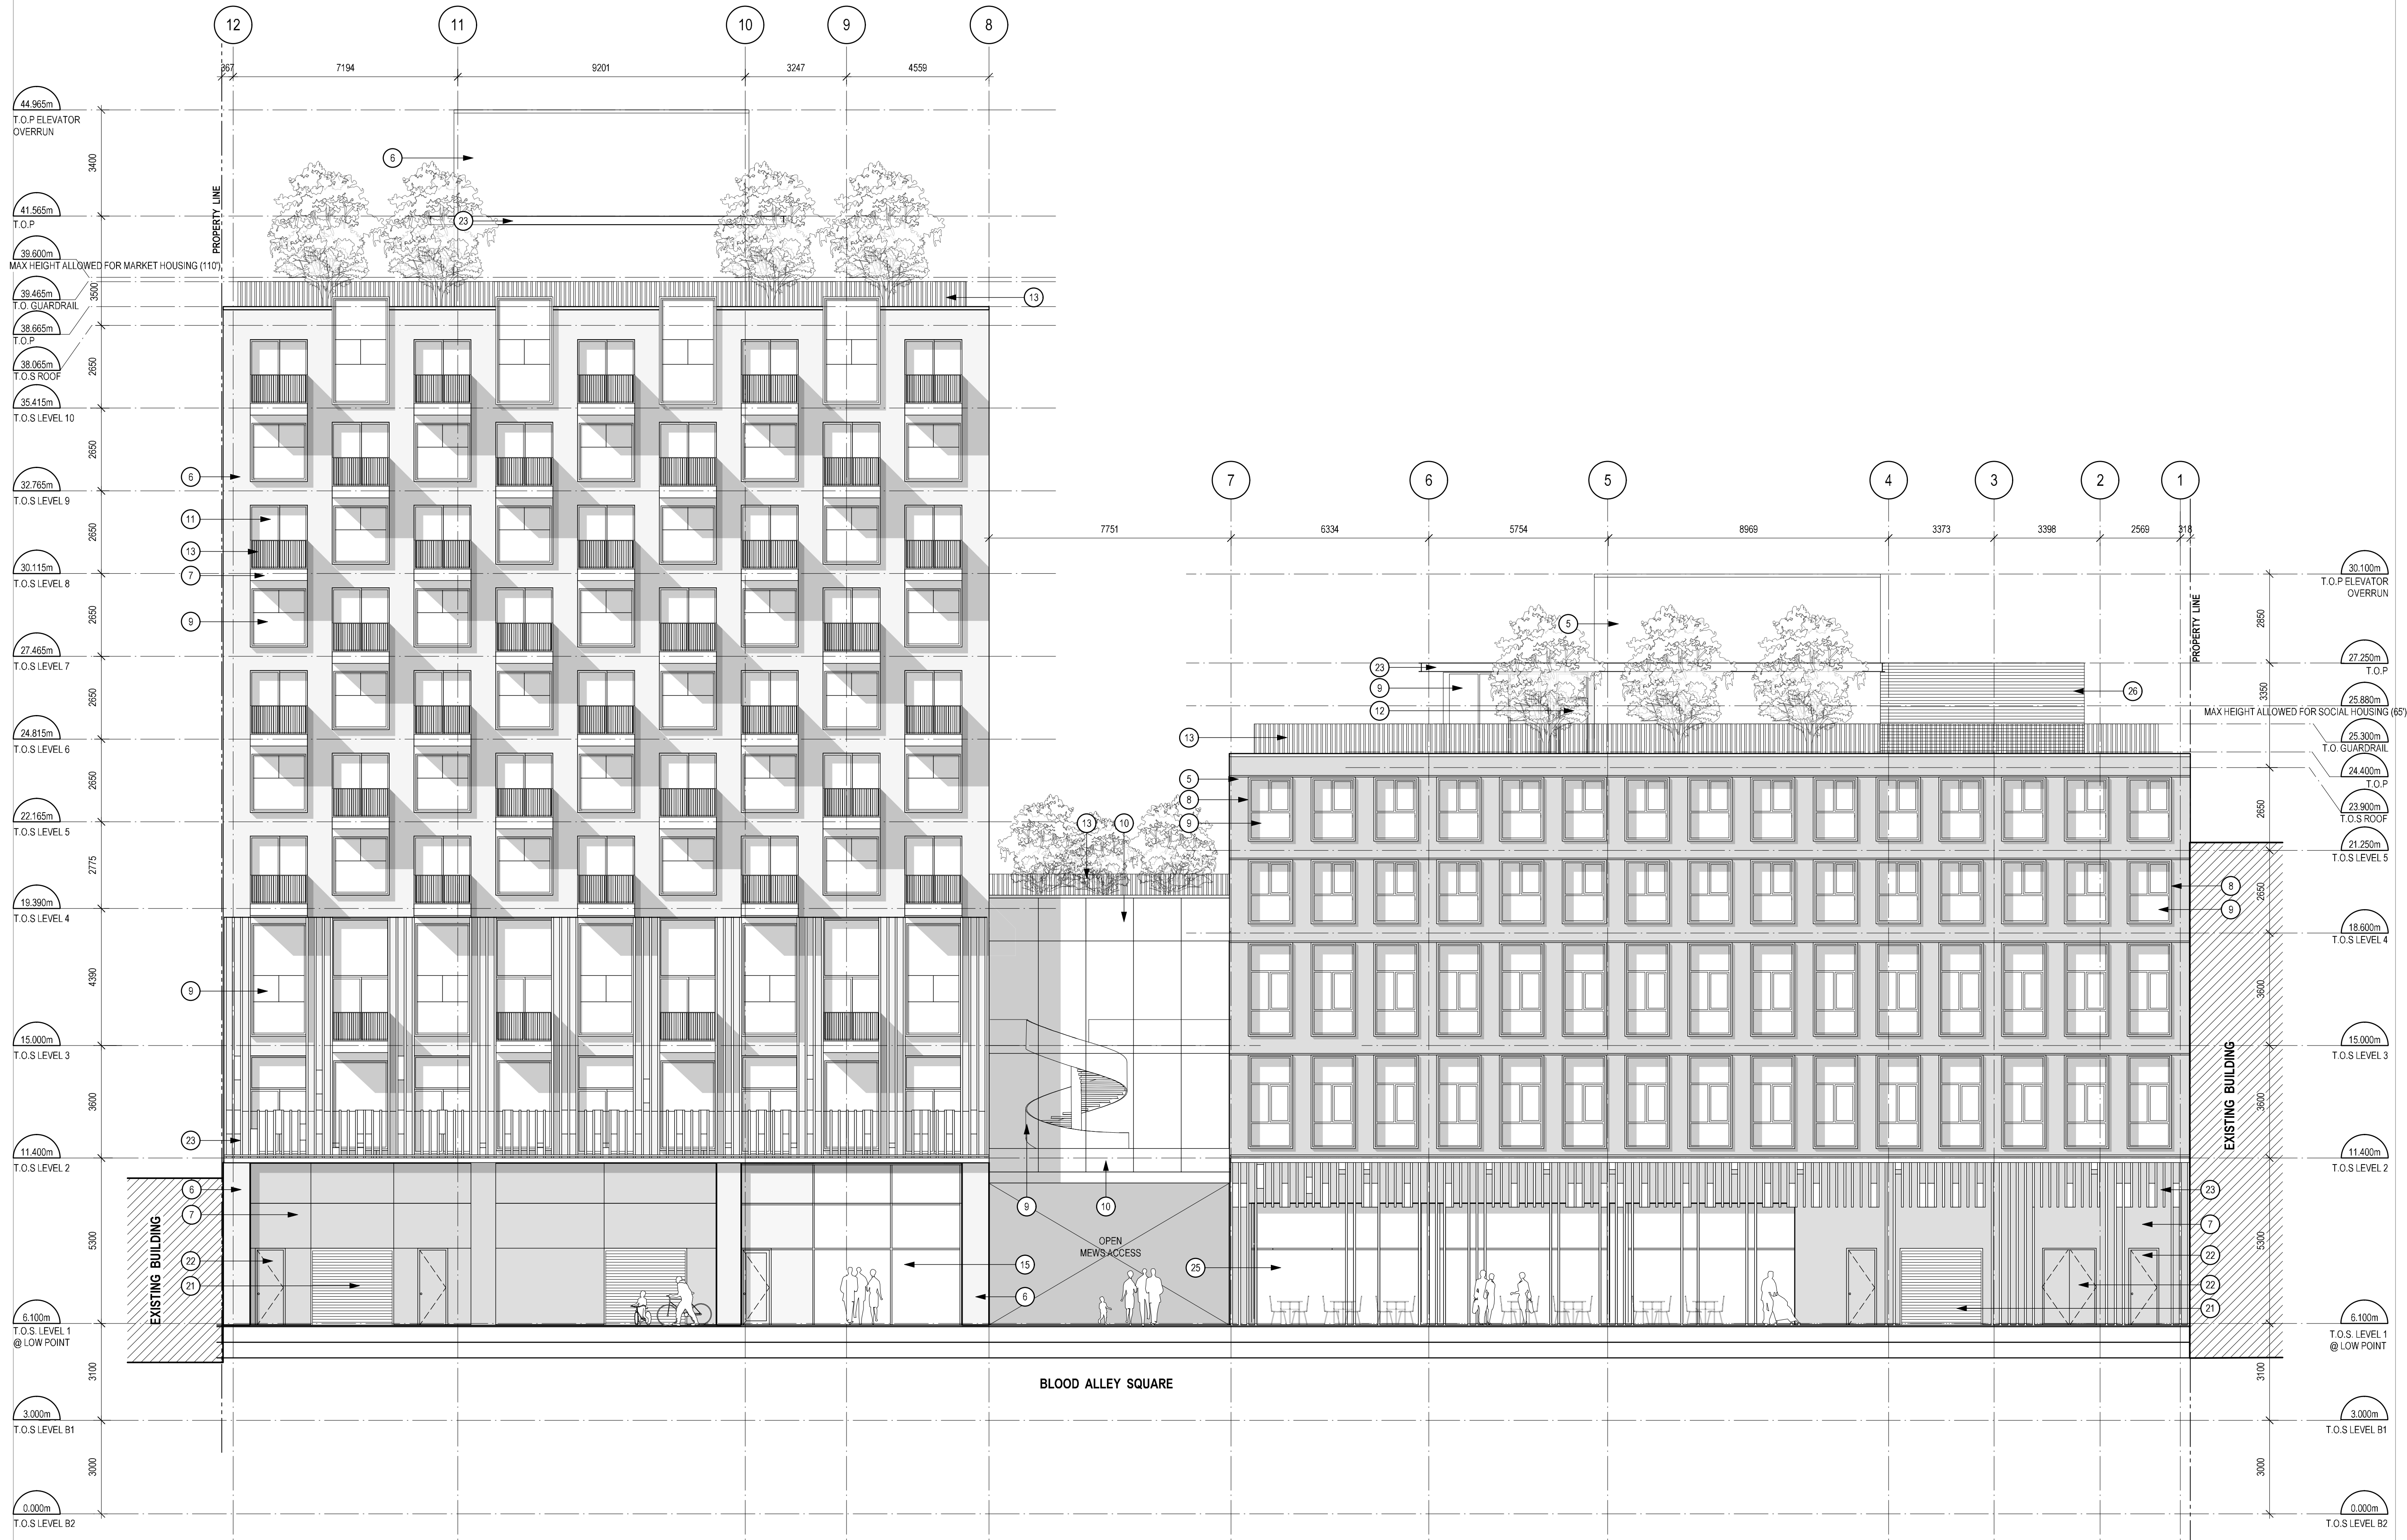 12
11
10
9
8
367
7194
9201
3247
4559
44.965m
T.O.P ELEVATOR
OVERRUN
3400
6
41.565m
T.O.P
PROPERTY LINE
23
39.600m
MAX HEIGHT ALLOWED FOR MARKET HOUSING (110')
3500
39.465m
T.O. GUARDRAIL
13
38.665m
T.O.P
38.065m
T.O.S ROOF
2650
35.415m
T.O.S LEVEL 10
2650
6
32.765m
T.O.S LEVEL 9
2650
11
13
7
30.115m
T.O.S LEVEL 8
2650
9
27.465m
T.O.S LEVEL 7
2650
24.815m
T.O.S LEVEL 6
2650
22.165m
T.O.S LEVEL 5
2775
19.390m
T.O.S LEVEL 4
4390
9
15.000m
T.O.S LEVEL 3
3600
23
11.400m
T.O.S LEVEL 2
6
7
5300
EXISTING BUILDING
22
21
6.100m
T.O.S. LEVEL 1
@ LOW POINT
3100
3.000m
T.O.S LEVEL B1
3000
0.000m
T.O.S LEVEL B2
13
10
9
10
OPEN
MEWS ACCESS
15
6
25
BLOOD ALLEY SQUARE
7
6
5
4
3
2
1
7751
6334
5754
8969
3373
3398
2569
318
30.100m
T.O.P ELEVATOR
OVERRUN
PROPERTY LINE
2850
5
23
9
12
13
26
27.250m
T.O.P
3350
25.880m
MAX HEIGHT ALLOWED FOR SOCIAL HOUSING (65')
25.300m
T.O. GUARDRAIL
24.400m
T.O.P
5
8
9
2650
23.900m
T.O.S ROOF
21.250m
T.O.S LEVEL 5
2650
8
9
18.600m
T.O.S LEVEL 4
3600
15.000m
T.O.S LEVEL 3
EXISTING BUILDING
3600
11.400m
T.O.S LEVEL 2
23
7
5300
22
22
21
6.100m
T.O.S. LEVEL 1
@ LOW POINT
3100
3.000m
T.O.S LEVEL B1
3000
0.000m
T.O.S LEVEL B2